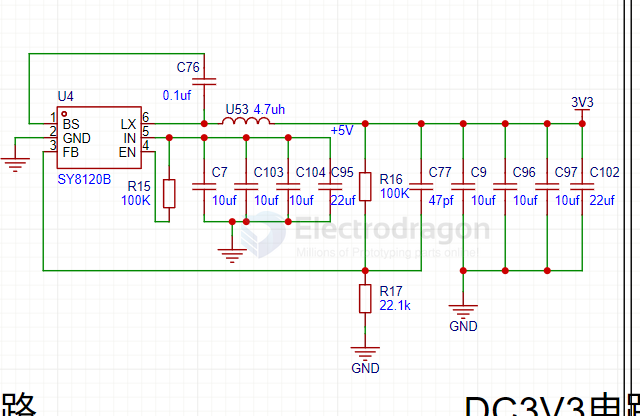 C76
0.1uf
U4
U53 4.7uh
3V3
1 BS LX 6
2 GND IN 5
3 FB EN 4
+5V
SY8120B
R15
100K
C7
10uf
C103
10uf
C104
10uf
C95
22uf
R16
100K
C77
47pf
C9
10uf
C96
10uf
C97
10uf
C102
22uf
Electrodragon
Millions of Prototyping parts online
R17
22.1k
GND
GND
路
DC3V3电路